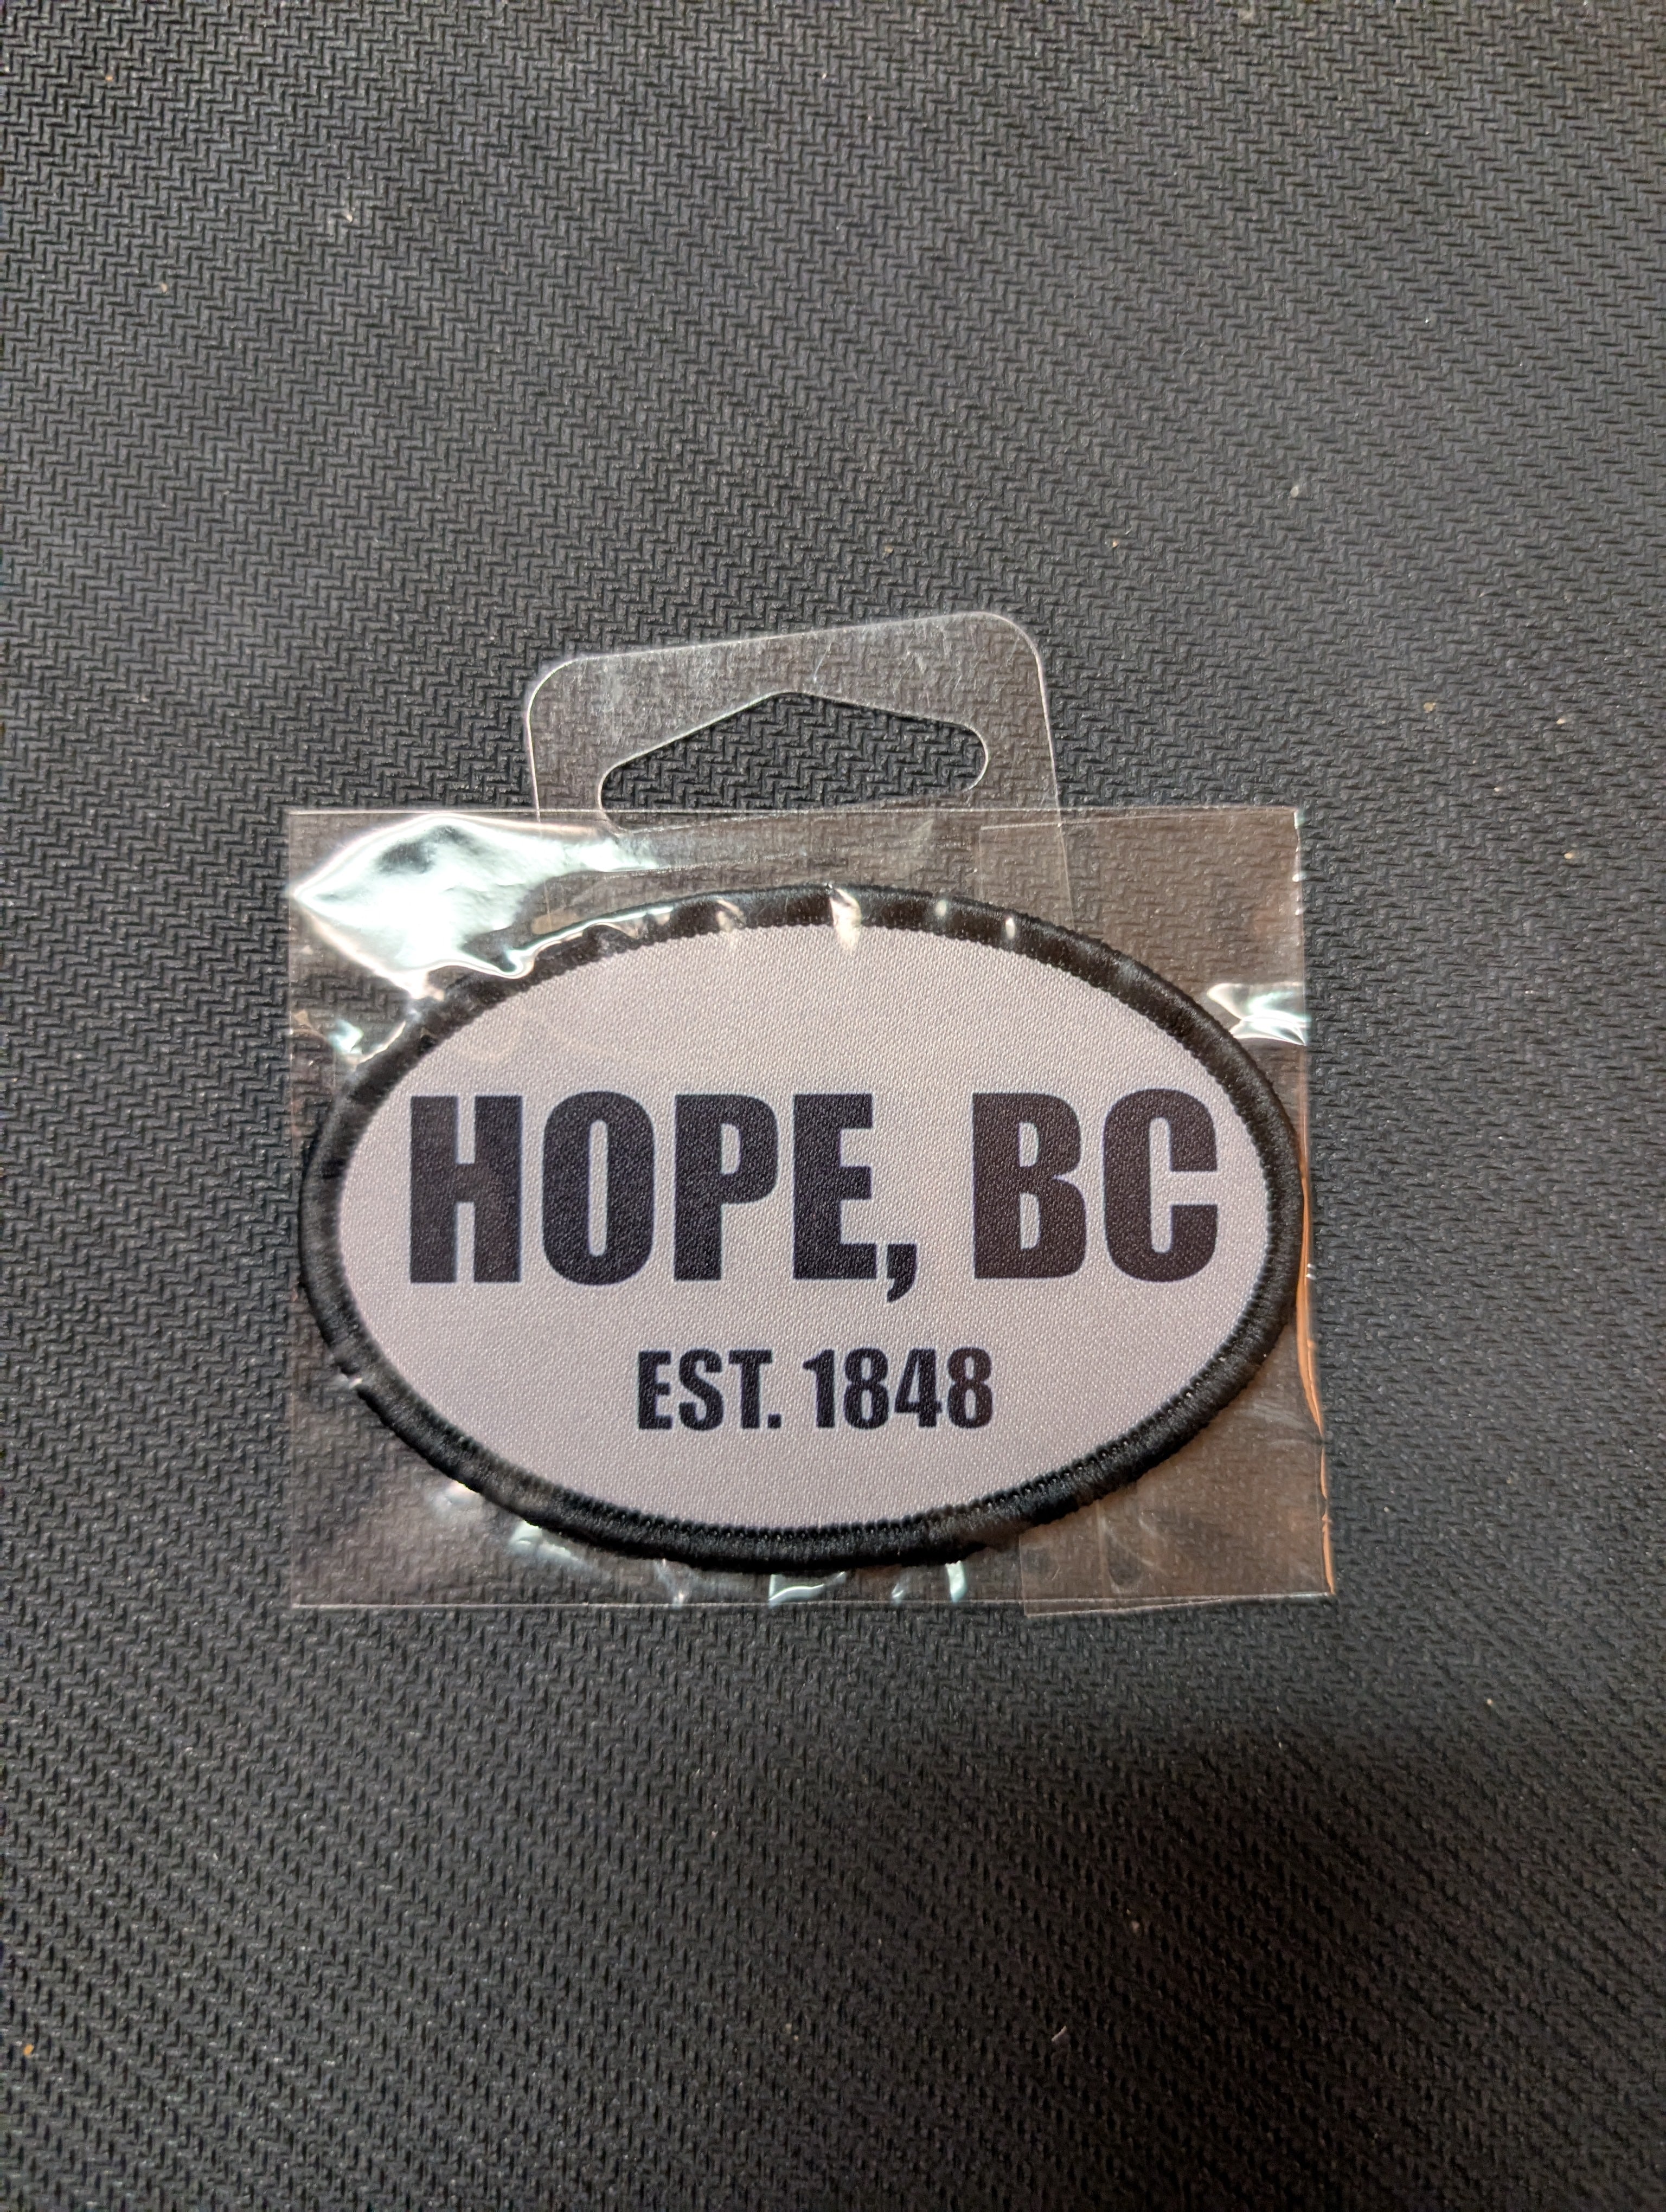 HOPE, BC
EST. 1848